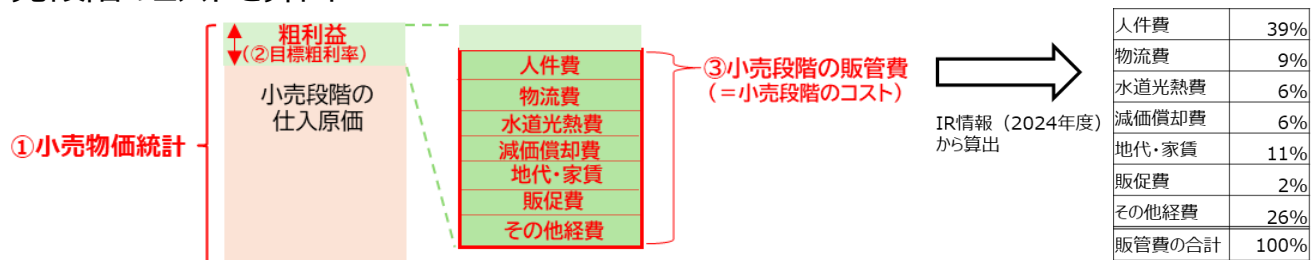 ①小売物価統計
粗利益
(②目標粗利率)
小売段階の
仕入原価
人件費
物流費
水道光熱費
減価償却費
地代・家賃
販促費
その他経費
③小売段階の販管費
(＝小売段階のコスト)
IR情報（2024年度）
から算出
人件費 39%
物流費 9%
水道光熱費 6%
減価償却費 6%
地代・家賃 11%
販促費 2%
その他経費 26%
販管費の合計 100%